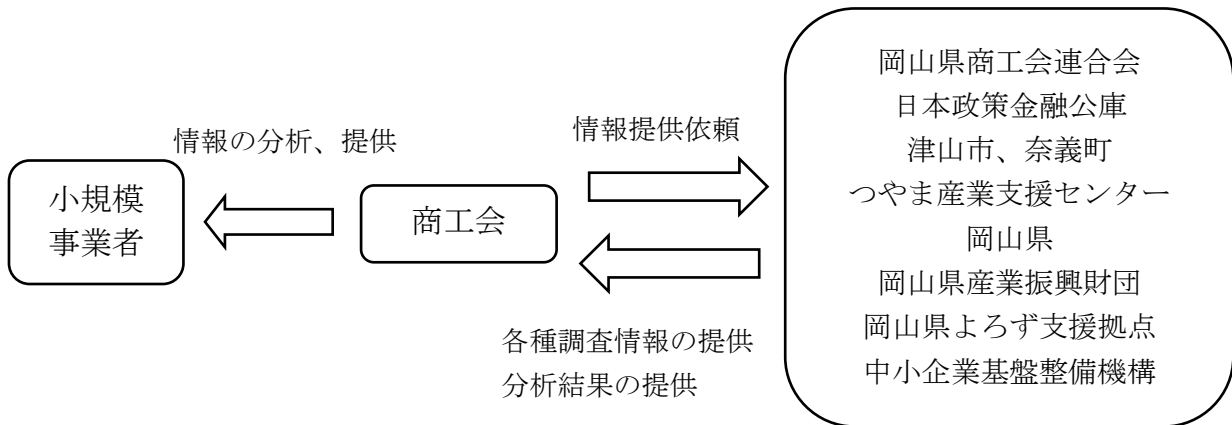 小規模
事業者
情報の分析、提供
商工会
情報提供依頼
各種調査情報の提供
分析結果の提供
岡山県商工会連合会
日本政策金融公庫
津山市、奈義町
つやま産業支援センター
岡山県
岡山県産業振興財団
岡山県よろず支援拠点
中小企業基盤整備機構